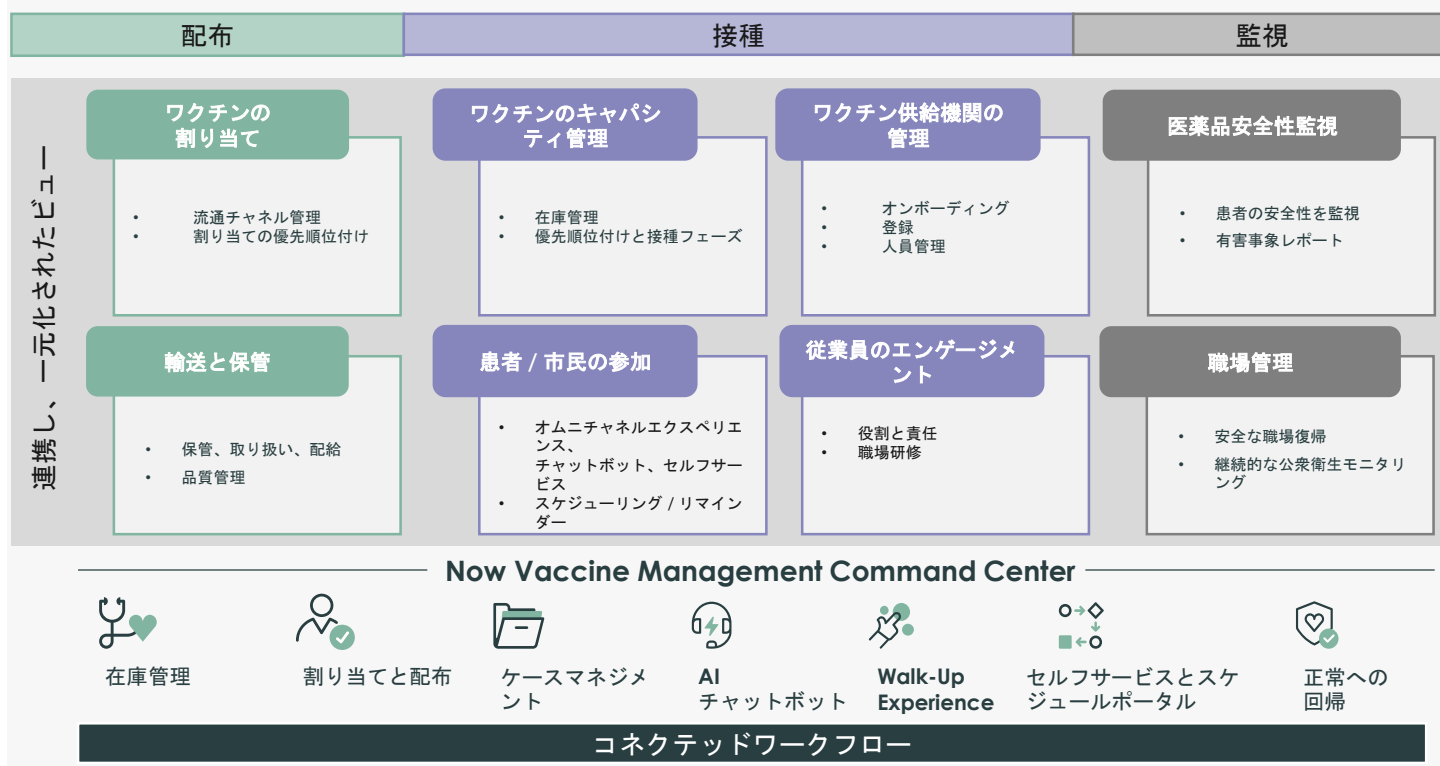 配布
接種
監視
連携し、一元化されたビュー
ワクチンの
割り当て
• 流通チャネル管理
• 割り当ての優先順位付け
ワクチンのキャパシ
ティ管理
• 在庫管理
• 優先順位付けと接種フェーズ
ワクチン供給機関の
管理
• オンボーディング
• 登録
• 人員管理
医薬品安全性監視
• 患者の安全性を監視
• 有害事象レポート
輸送と保管
• 保管、取り扱い、配給
• 品質管理
患者 / 市民の参加
• オムニチャネルエクスペリエ
ンス、
チャットボット、セルフサー
ビス
• スケジューリング / リマイン
ダー
従業員のエンゲージメ
ント
• 役割と責任
• 職場研修
職場管理
• 安全な職場復帰
• 継続的な公衆衛生モニタリ
ング
Now Vaccine Management Command Center
在庫管理
割り当てと配布
ケースマネジメ
ント
AI
チャットボット
Walk-Up
Experience
セルフサービスとスケ
ジュールポータル
正常への
回帰
コネクテッドワークフロー